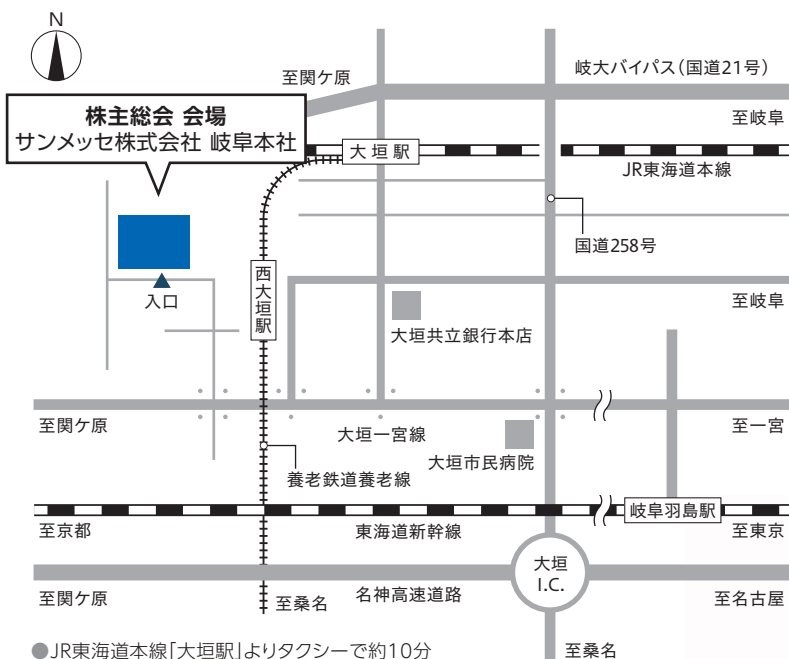 N
至関ケ原
岐大バイパス（国道21号）
株主総会 会場
サンメッセ株式会社 岐阜本社
至岐阜
大垣駅
JR東海道本線
国道258号
西大垣駅
入口
至岐阜
大垣共立銀行本店
至関ケ原
大垣一宮線
至一宮
大垣市民病院
養老鉄道養老線
岐阜羽島駅
至京都
東海道新幹線
至東京
大垣
I.C.
至関ケ原
至桑名
名神高速道路
至名古屋
●JR東海道本線「大垣駅」よりタクシーで約10分
至桑名